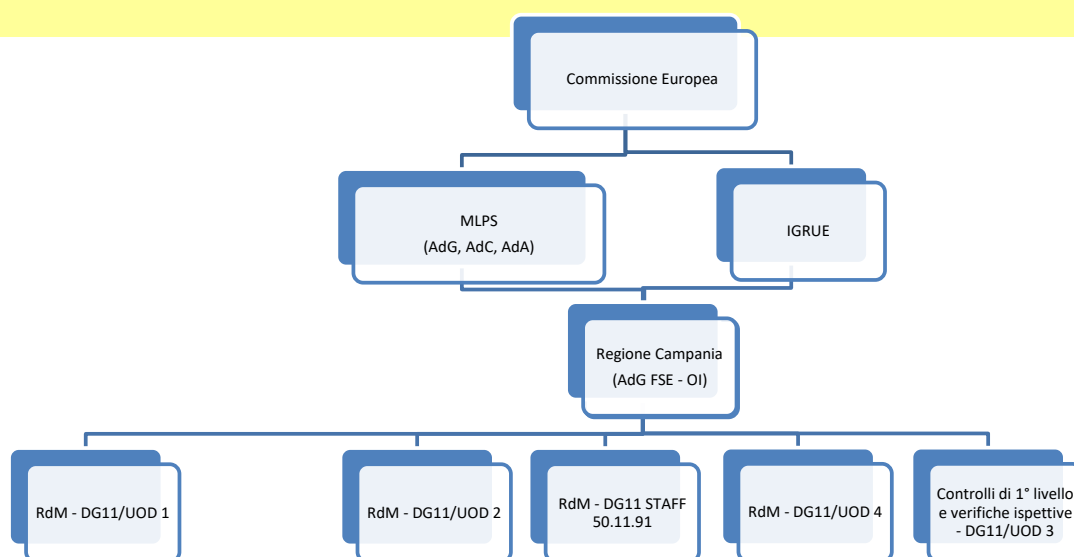 Commissione Europea
MLPS
(AdG, AdC, AdA)
IGRUE
Regione Campania
(AdG FSE - OI)
RdM - DG11/UOD 1
RdM - DG11/UOD 2
RdM - DG11 STAFF
50.11.91
RdM - DG11/UOD 4
Controlli di 1° livello
e verifiche ispettive
- DG11/UOD 3